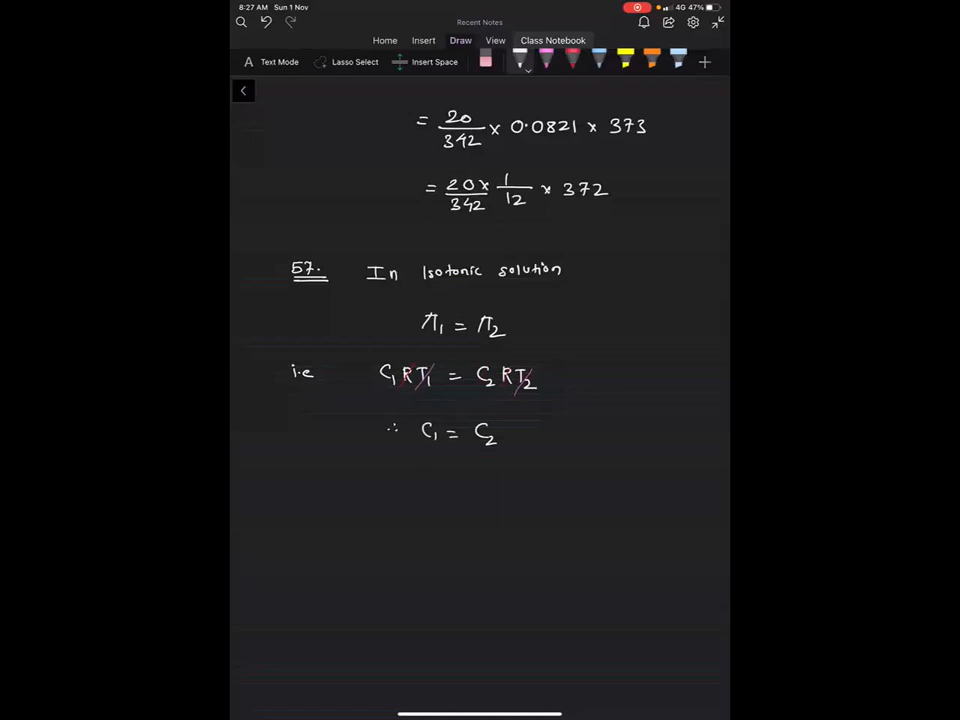 8:27 AM Sun 1 Nov 4G 47%
Recent Notes
Home Insert Draw View Class Notebook
Text Mode Lasso Select Insert Space
= 20/342 × 0.0821 × 373
= 20/342 × 1/12 × 372
57. In Isotonic solution
π₁ = π₂
i.e C₁RT₁ = C₂RT₂
∴ C₁ = C₂